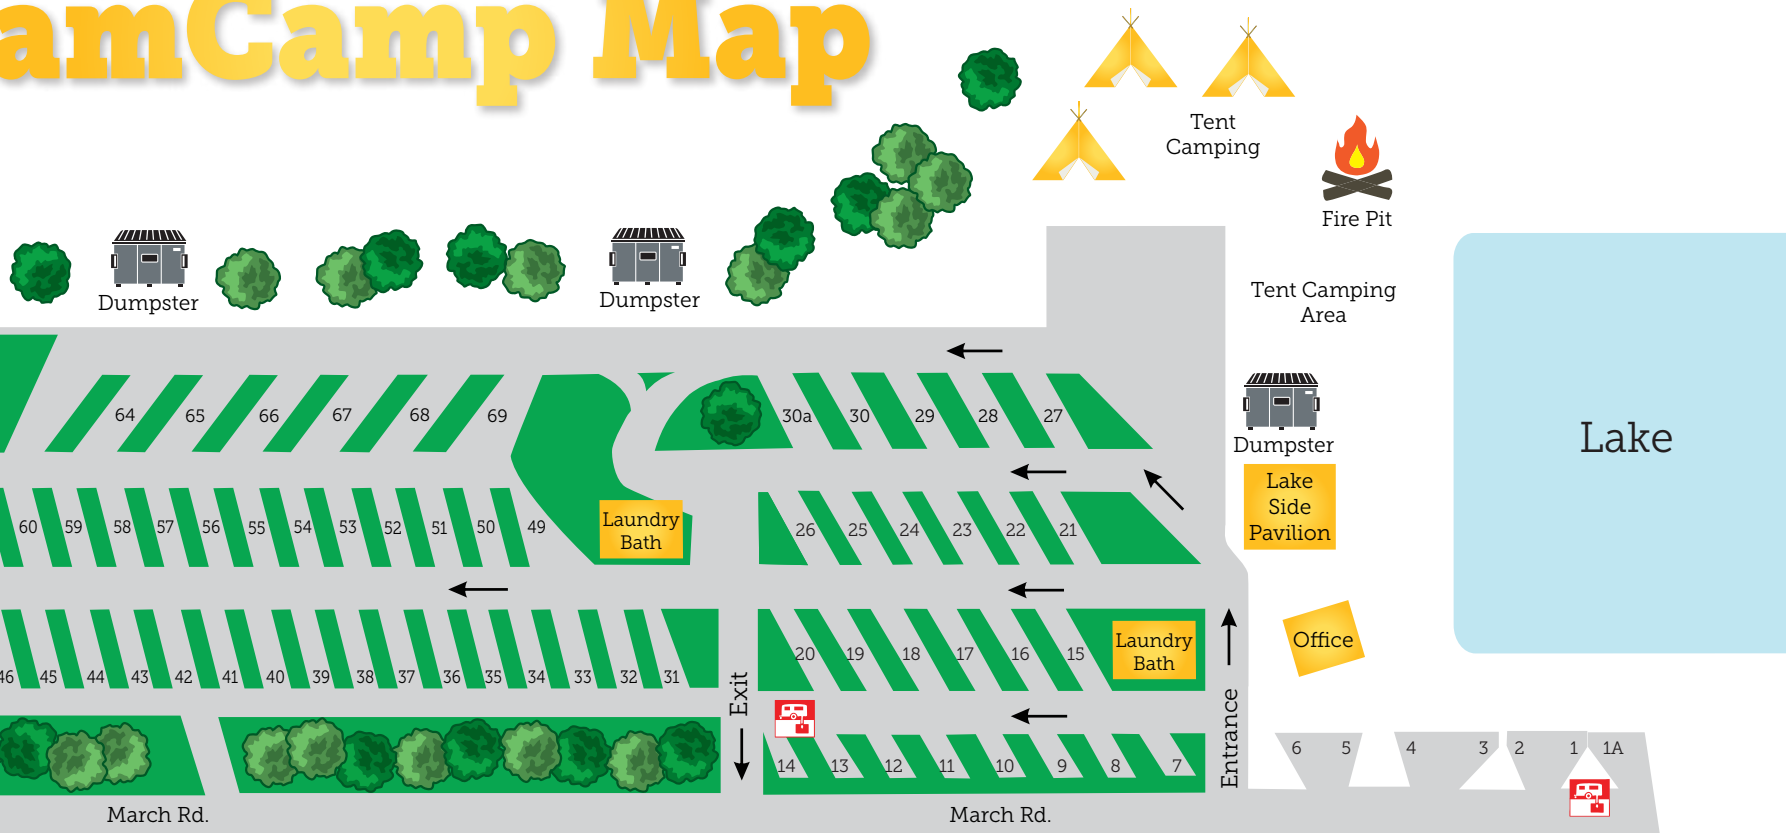 amCamp Map
Tent
Camping
Fire Pit
Dumpster
Dumpster
Tent Camping
Area
64 65 66 67 68 69 30a 30 29 28 27
Dumpster
Lake
Lake
Side
Pavilion
60 59 58 57 56 55 54 53 52 51 50 49
Laundry
Bath
26 25 24 23 22 21
Office
Laundry
Bath
20 19 18 17 16 15
46 45 44 43 42 41 40 39 38 37 36 35 34 33 32 31
Exit
Entrance
14 13 12 11 10 9 8 7
6 5 4 3 2 1 1A
March Rd.
March Rd.